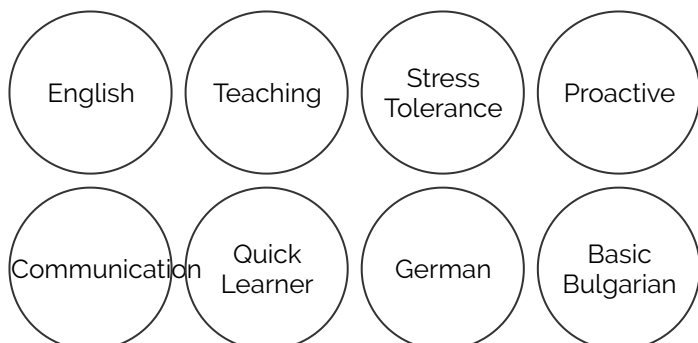 English
Teaching
Stress
Tolerance
Proactive
Communication
Quick
Learner
German
Basic
Bulgarian